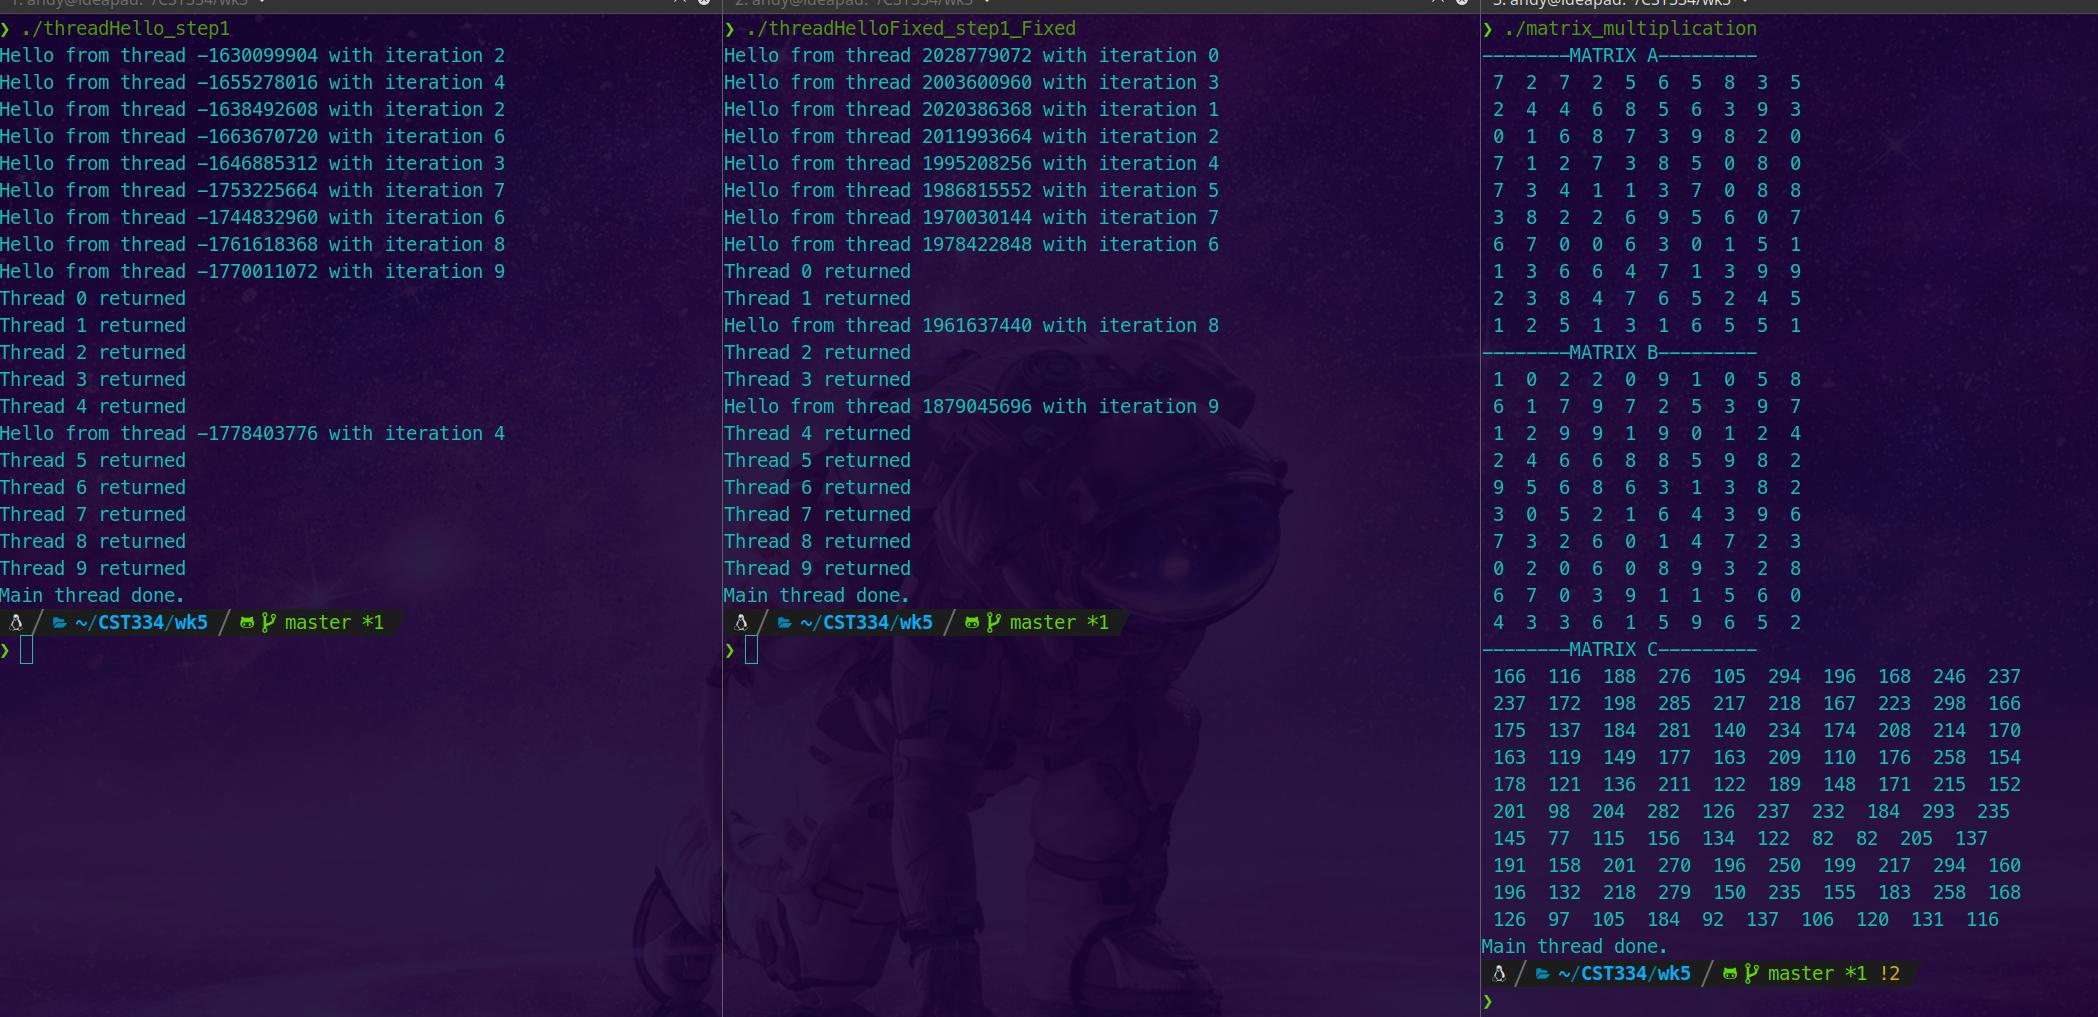 1: andy@ideapad: ~/CST334/wk5
❯ ./threadHello_step1
Hello from thread -1630099904 with iteration 2
Hello from thread -1655278016 with iteration 4
Hello from thread -1638492608 with iteration 2
Hello from thread -1663670720 with iteration 6
Hello from thread -1646885312 with iteration 3
Hello from thread -1753225664 with iteration 7
Hello from thread -1744832960 with iteration 6
Hello from thread -1761618368 with iteration 8
Hello from thread -1770011072 with iteration 9
Thread 0 returned
Thread 1 returned
Thread 2 returned
Thread 3 returned
Thread 4 returned
Hello from thread -1778403776 with iteration 4
Thread 5 returned
Thread 6 returned
Thread 7 returned
Thread 8 returned
Thread 9 returned
Main thread done.
~/CST334/wk5 master *1
❯
2: andy@ideapad: ~/CST334/wk5
❯ ./threadHelloFixed_step1_Fixed
Hello from thread 2028779072 with iteration 0
Hello from thread 2003600960 with iteration 3
Hello from thread 2020386368 with iteration 1
Hello from thread 2011993664 with iteration 2
Hello from thread 1995208256 with iteration 4
Hello from thread 1986815552 with iteration 5
Hello from thread 1970030144 with iteration 7
Hello from thread 1978422848 with iteration 6
Thread 0 returned
Thread 1 returned
Hello from thread 1961637440 with iteration 8
Thread 2 returned
Thread 3 returned
Hello from thread 1879045696 with iteration 9
Thread 4 returned
Thread 5 returned
Thread 6 returned
Thread 7 returned
Thread 8 returned
Thread 9 returned
Main thread done.
~/CST334/wk5 master *1
❯
3: andy@ideapad: ~/CST334/wk5
❯ ./matrix_multiplication
--------MATRIX A---------
7 2 7 2 5 6 5 8 3 5
2 4 4 6 8 5 6 3 9 3
0 1 6 8 7 3 9 8 2 0
7 1 2 7 3 8 5 0 8 0
7 3 4 1 1 3 7 0 8 8
3 8 2 2 6 9 5 6 0 7
6 7 0 0 6 3 0 1 5 1
1 3 6 6 4 7 1 3 9 9
2 3 8 4 7 6 5 2 4 5
1 2 5 1 3 1 6 5 5 1
--------MATRIX B---------
1 0 2 2 0 9 1 0 5 8
6 1 7 9 7 2 5 3 9 7
1 2 9 9 1 9 0 1 2 4
2 4 6 6 8 8 5 9 8 2
9 5 6 8 6 3 1 3 8 2
3 0 5 2 1 6 4 3 9 6
7 3 2 6 0 1 4 7 2 3
0 2 0 6 0 8 9 3 2 8
6 7 0 3 9 1 1 5 6 0
4 3 3 6 1 5 9 6 5 2
--------MATRIX C---------
166 116 188 276 105 294 196 168 246 237
237 172 198 285 217 218 167 223 298 166
175 137 184 281 140 234 174 208 214 170
163 119 149 177 163 209 110 176 258 154
178 121 136 211 122 189 148 171 215 152
201 98 204 282 126 237 232 184 293 235
145 77 115 156 134 122 82 82 205 137
191 158 201 270 196 250 199 217 294 160
196 132 218 279 150 235 155 183 258 168
126 97 105 184 92 137 106 120 131 116
Main thread done.
~/CST334/wk5 master *1 !2
❯